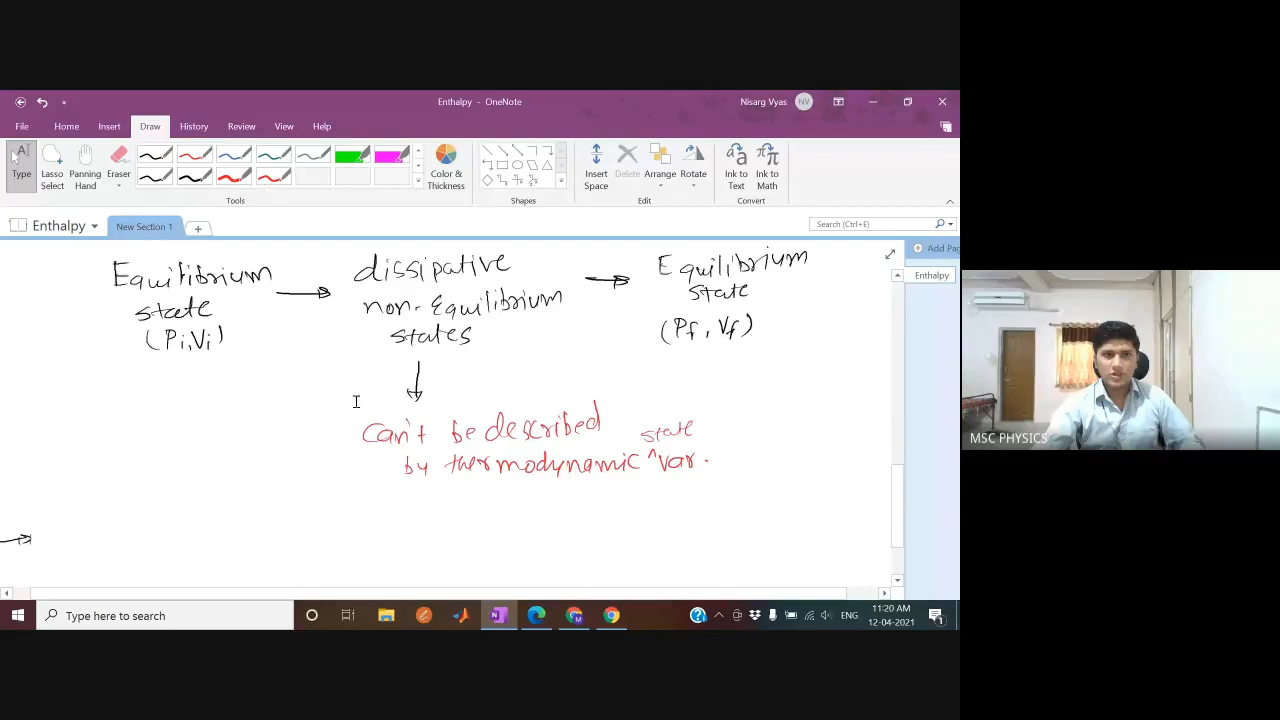 Enthalpy - OneNote
Nisarg Vyas NV
File Home Insert Draw History Review View Help
Type Lasso Select Panning Hand Eraser Color & Thickness Insert Space Delete Arrange Rotate Ink to Text Ink to Math
Tools Shapes Edit Convert
Enthalpy New Section 1 Search (Ctrl+E)
Add Pag
Enthalpy
Equilibrium state (Pi,Vi)
dissipative non-Equilibrium states
Equilibrium state (Pf, Vf)
can't be described
by thermodynamic ^state var.
MSC PHYSICS
Type here to search
ENG
11:20 AM
12-04-2021